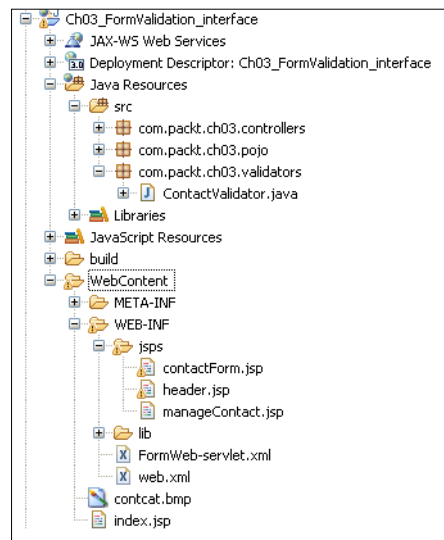 Ch03_FormValidation_interface
JAX-WS Web Services
3.0 Deployment Descriptor: Ch03_FormValidation_interface
Java Resources
src
com.packt.ch03.controllers
com.packt.ch03.pojo
com.packt.ch03.validators
J ContactValidator.java
Libraries
JavaScript Resources
build
WebContent
META-INF
WEB-INF
jsps
contactForm.jsp
header.jsp
manageContact.jsp
lib
X FormWeb-servlet.xml
X web.xml
contcat.bmp
index.jsp